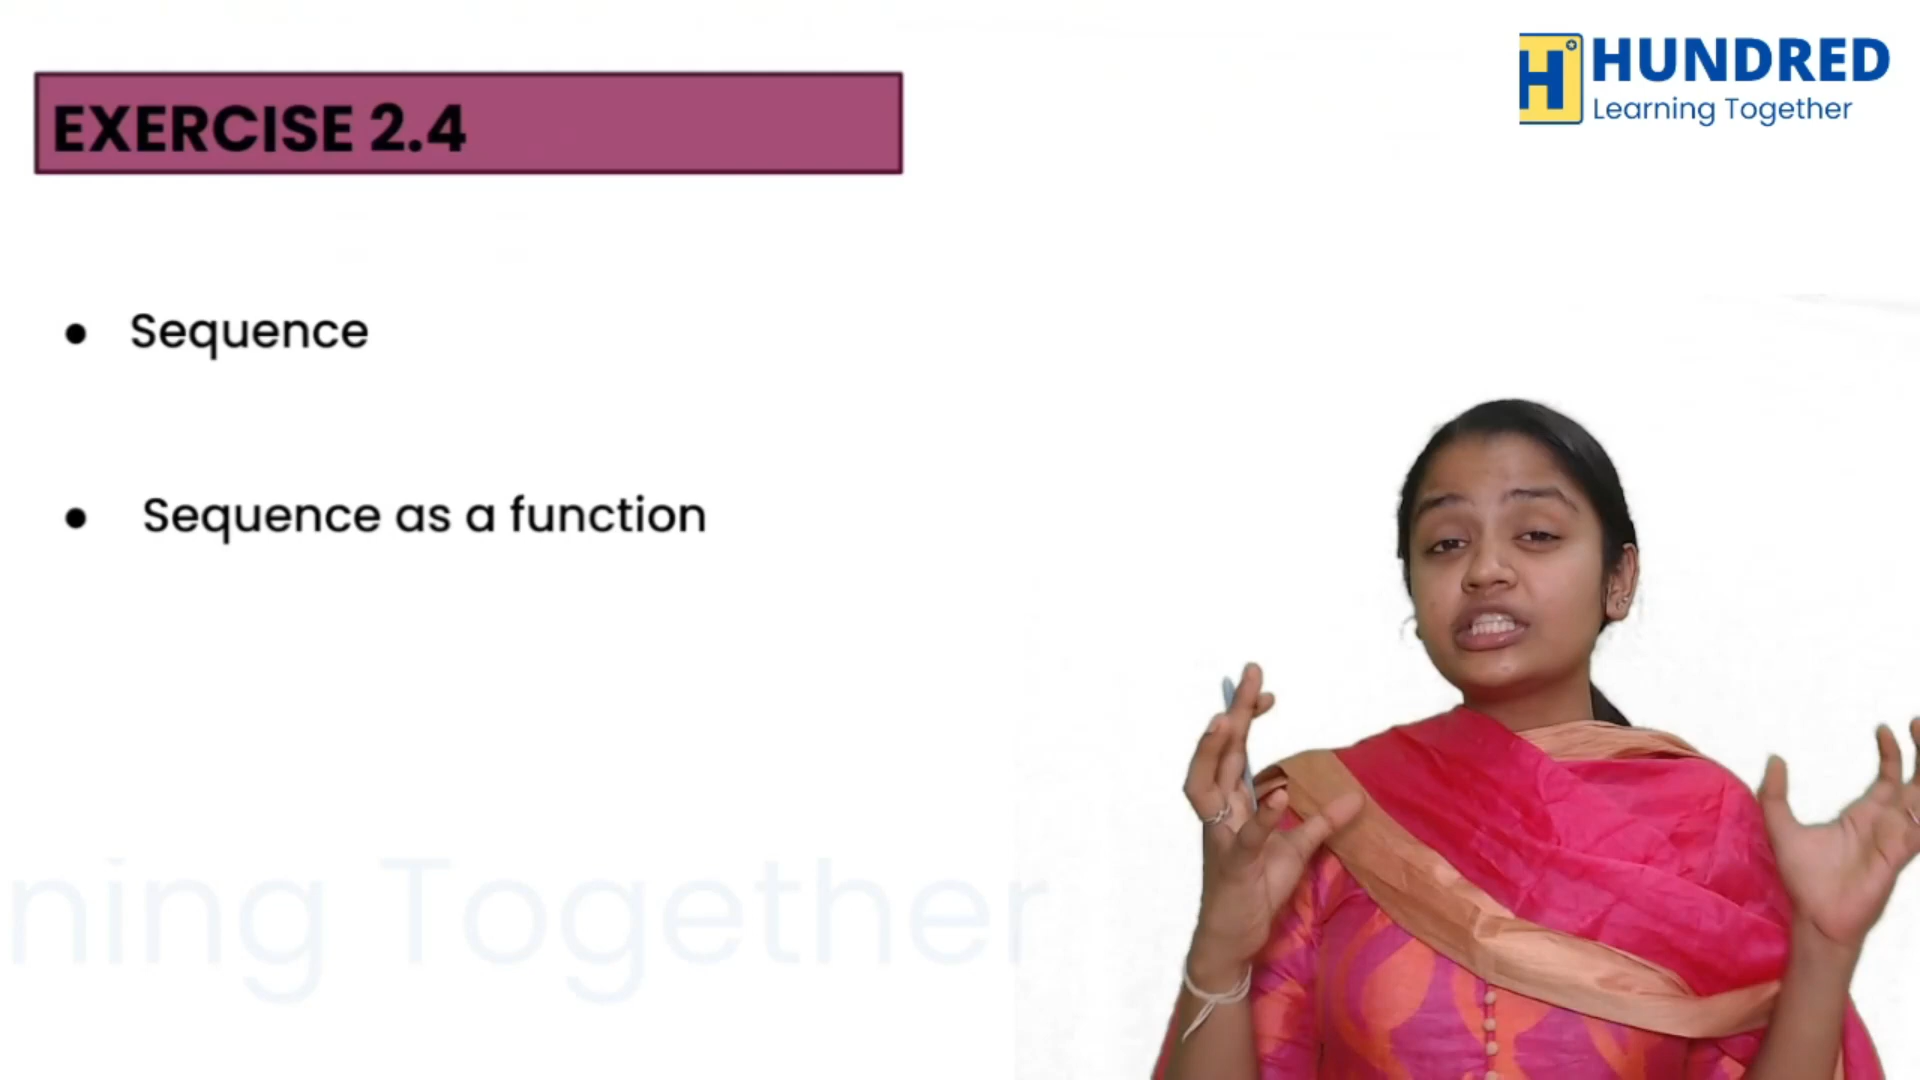 HUNDRED
Learning Together
EXERCISE 2.4
● Sequence
● Sequence as a function
ning Together